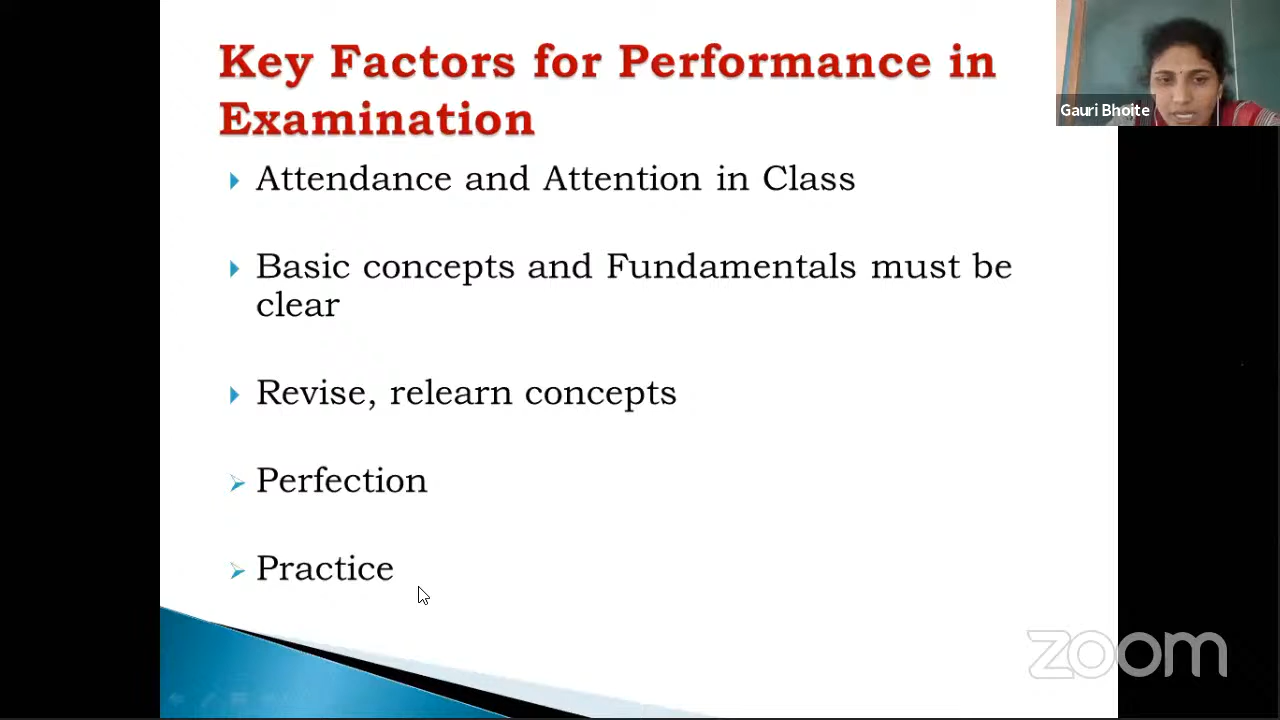 Key Factors for Performance in
Examination
Gauri Bhoite
Attendance and Attention in Class
Basic concepts and Fundamentals must be
clear
Revise, relearn concepts
Perfection
Practice
zoom